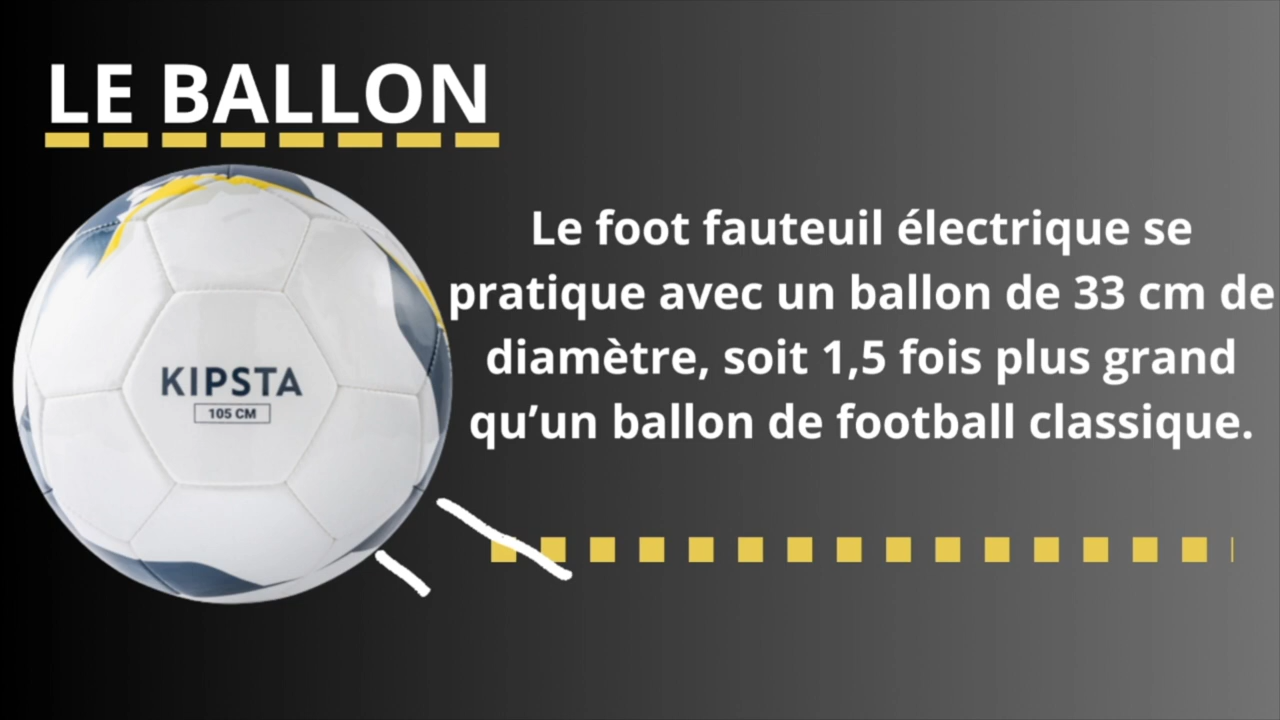 LE BALLON
Le foot fauteuil électrique se
pratique avec un ballon de 33 cm de
diamètre, soit 1,5 fois plus grand
qu’un ballon de football classique.
KIPSTA
105 CM